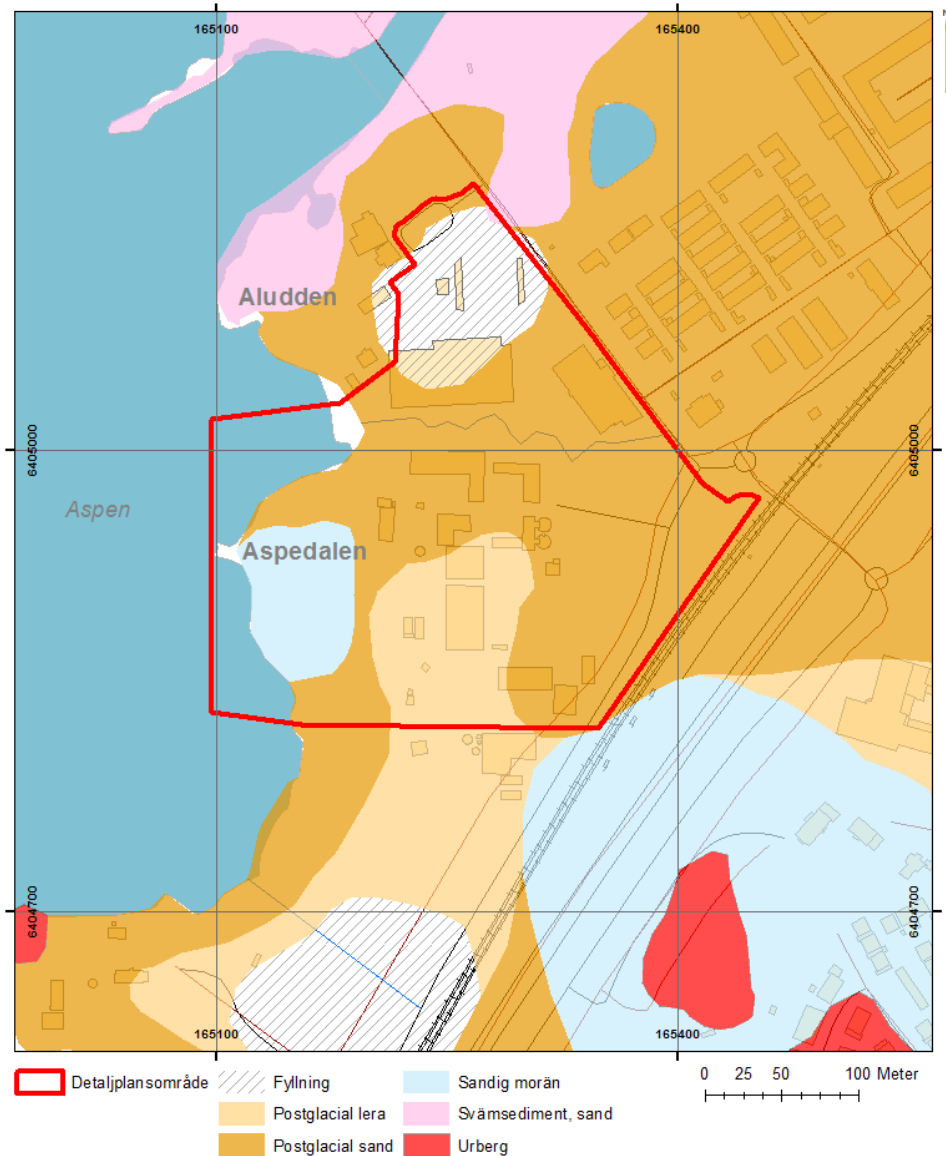 165100
165400
Aludden
6405000
6405000
Aspen
Aspedalen
6404700
6404700
165100
165400
Detaljplansområde
Fyllning
Sandig morän
0 25 50 100 Meter
Postglacial lera
Svämsediment, sand
Postglacial sand
Urberg